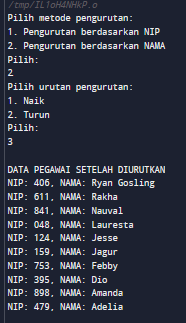 /tmp/IL1oH4NHkP.o
Pilih metode pengurutan:
1. Pengurutan berdasarkan NIP
2. Pengurutan berdasarkan NAMA
Pilih:
2
Pilih urutan pengurutan:
1. Naik
2. Turun
Pilih:
3
DATA PEGAWAI SETELAH DIURUTKAN
NIP: 406, NAMA: Ryan Gosling
NIP: 611, NAMA: Rakha
NIP: 841, NAMA: Nauval
NIP: 048, NAMA: Lauresta
NIP: 124, NAMA: Jesse
NIP: 159, NAMA: Jagur
NIP: 753, NAMA: Febby
NIP: 395, NAMA: Dio
NIP: 898, NAMA: Amanda
NIP: 479, NAMA: Adelia